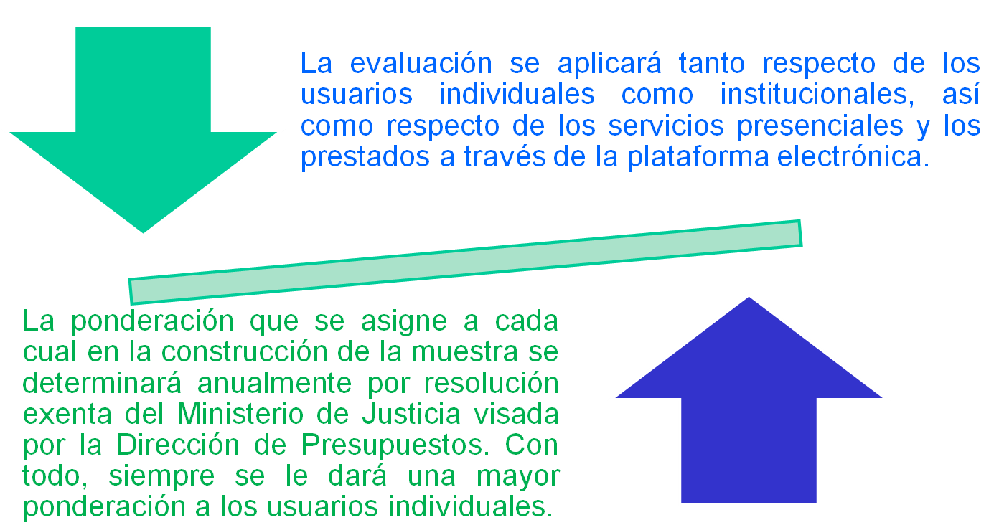 La evaluación se aplicará tanto respecto de los
usuarios individuales como institucionales, así
como respecto de los servicios presenciales y los
prestados a través de la plataforma electrónica.
La ponderación que se asigne a cada
cual en la construcción de la muestra se
determinará anualmente por resolución
exenta del Ministerio de Justicia visada
por la Dirección de Presupuestos. Con
todo, siempre se le dará una mayor
ponderación a los usuarios individuales.